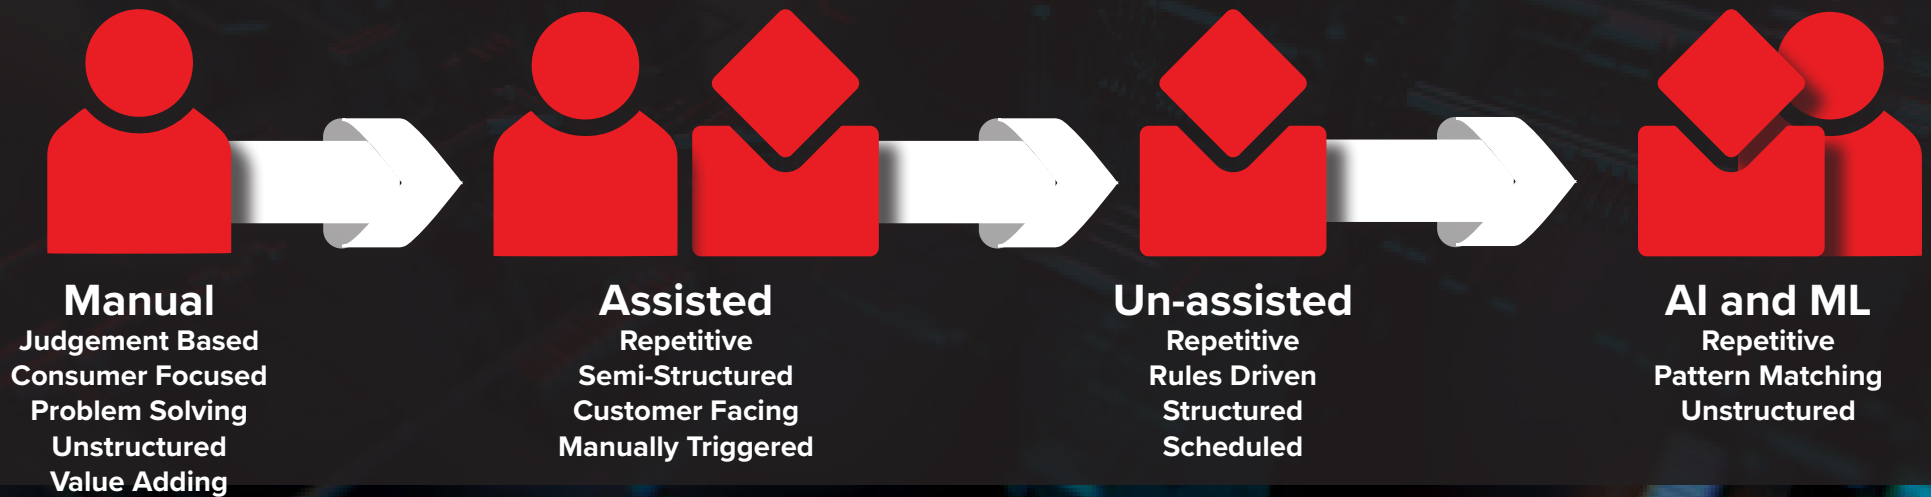 Manual
Judgement Based
Consumer Focused
Problem Solving
Unstructured
Value Adding
Assisted
Repetitive
Semi-Structured
Customer Facing
Manually Triggered
Un-assisted
Repetitive
Rules Driven
Structured
Scheduled
AI and ML
Repetitive
Pattern Matching
Unstructured